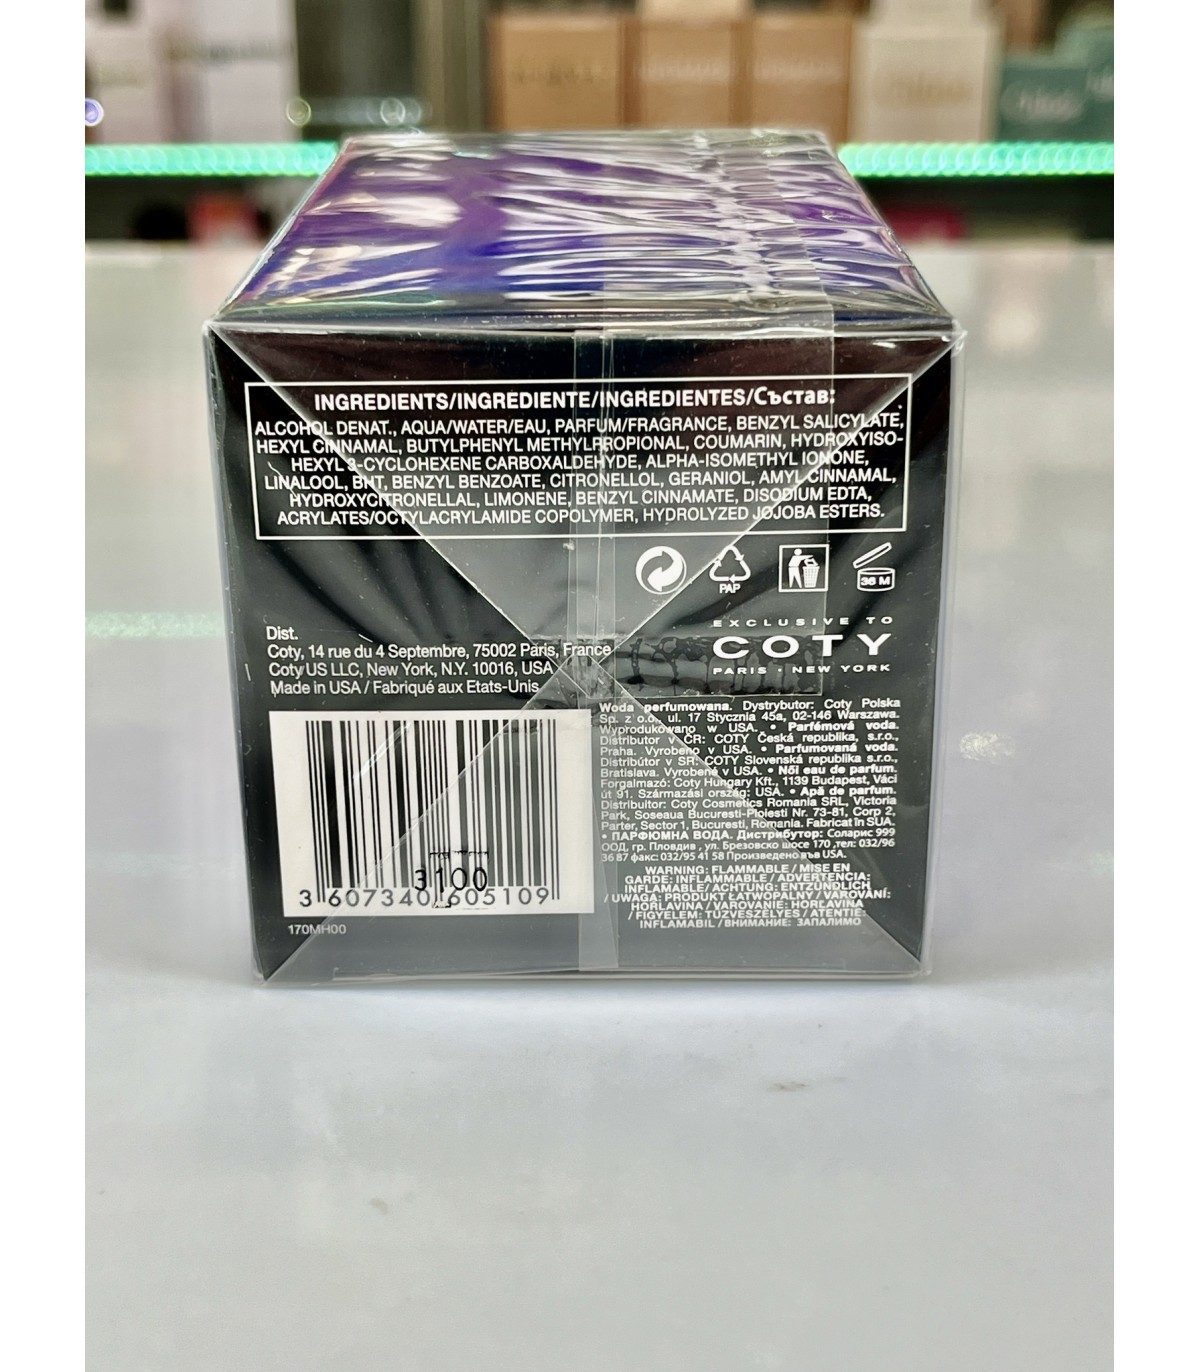 INGREDIENTS/INGREDIENTE/INGREDIENTES/Състав:
ALCOHOL DENAT., AQUA/WATER/EAU, PARFUM/FRAGRANCE, BENZYL SALICYLATE,
HEXYL CINNAMAL, BUTYLPHENYL METHYLPROPIONAL, COUMARIN, HYDROXYISO-
HEXYL 3-CYCLOHEXENE CARBOXALDEHYDE, ALPHA-ISOMETHYL IONONE,
LINALOOL, BHT, BENZYL BENZOATE, CITRONELLOL, GERANIOL, AMYL CINNAMAL,
HYDROXYCITRONELLAL, LIMONENE, BENZYL CINNAMATE, DISODIUM EDTA,
ACRYLATES/OCTYLACRYLAMIDE COPOLYMER, HYDROLYZED JOJOBA ESTERS.
PAP
36 M
EXCLUSIVE TO
COTY
PARIS · NEW YORK
Dist.
Coty, 14 rue du 4 Septembre, 75002 Paris, France
Coty US LLC, New York, N.Y. 10016, USA
Made in USA / Fabriqué aux Etats-Unis
3100
3 607340 605109
170MH00
Woda perfumowana. Dystrybutor: Coty Polska
Sp. z o.o., ul. 17 Stycznia 45a, 02-146 Warszawa.
Wyprodukowano w USA. • Parfémová voda.
Distributor v ČR: COTY Česká republika, s.r.o.,
Praha. Vyrobeno v USA. • Parfumovaná voda.
Distribútor v SR: COTY Slovenská republika s.r.o.,
Bratislava. Vyrobené v USA. • Női eau de parfum.
Forgalmazó: Coty Hungary Kft., 1139 Budapest, Váci
út 91. Származási ország: USA. • Apă de parfum.
Distribuitor: Coty Cosmetics Romania SRL, Victoria
Park, Soseaua Bucuresti-Ploiesti Nr. 73-81, Corp 2,
Parter, Sector 1, Bucuresti, Romania. Fabricat în SUA.
• ПАРФЮМНА ВОДА. Дистрибутор: Соларис 999
ООД, гр. Пловдив , ул. Брезовско шосе 170 ,тел: 032/96
36 87 факс: 032/95 41 58 Произведено във USA.
WARNING: FLAMMABLE / MISE EN
GARDE: INFLAMMABLE / ADVERTENCIA:
INFLAMABLE / ACHTUNG: ENTZÜNDLICH
/ UWAGA: PRODUKT ŁATWOPALNY / VAROVÁNÍ:
HOŘLAVINA / VAROVANIE: HORĽAVINA
/ FIGYELEM: TŰZVESZÉLYES / ATENŢIE:
INFLAMABIL / ВНИМАНИЕ: ЗАПАЛИМО